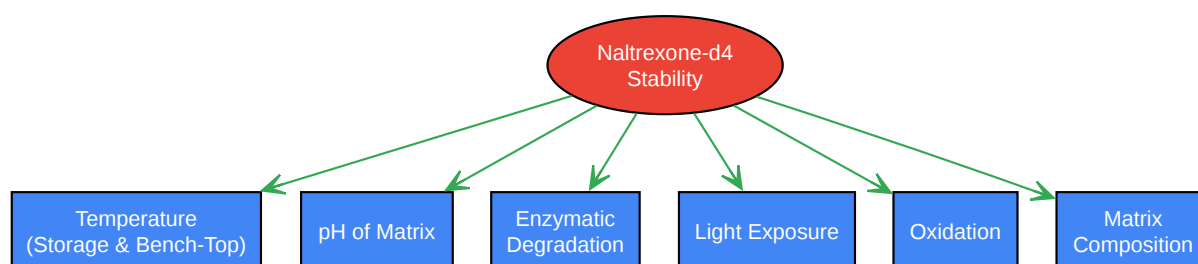 Naltrexone-d4
Stability
Temperature
(Storage & Bench-Top)
pH of Matrix
Enzymatic
Degradation
Light Exposure
Oxidation
Matrix
Composition